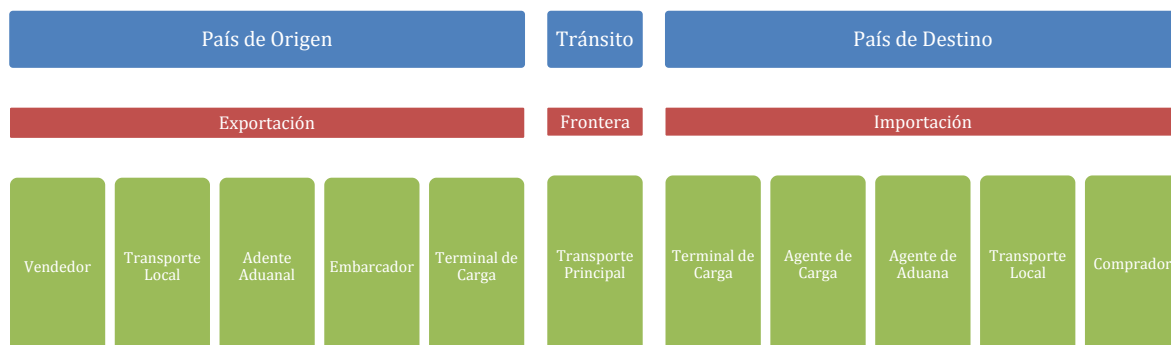 País de Origen
Tránsito
País de Destino
Exportación
Frontera
Importación
Vendedor
Transporte
Local
Adente
Aduanal
Embarcador
Terminal de
Carga
Transporte
Principal
Terminal de
Carga
Agente de
Carga
Agente de
Aduana
Transporte
Local
Comprador